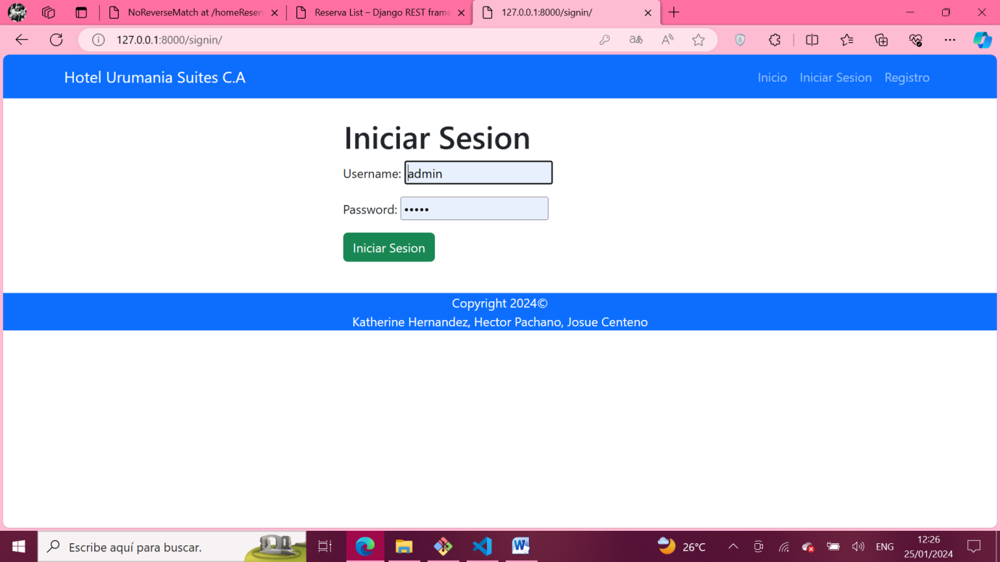 NoReverseMatch at /homeReser
Reserva List – Django REST frame
127.0.0.1:8000/signin/
127.0.0.1:8000/signin/
Hotel Urumania Suites C.A
Inicio Iniciar Sesion Registro
Iniciar Sesion
Username: admin
Password: •••••
Iniciar Sesion
Copyright 2024©
Katherine Hernandez, Hector Pachano, Josue Centeno
Escribe aquí para buscar.
26°C
ENG
12:26
25/01/2024